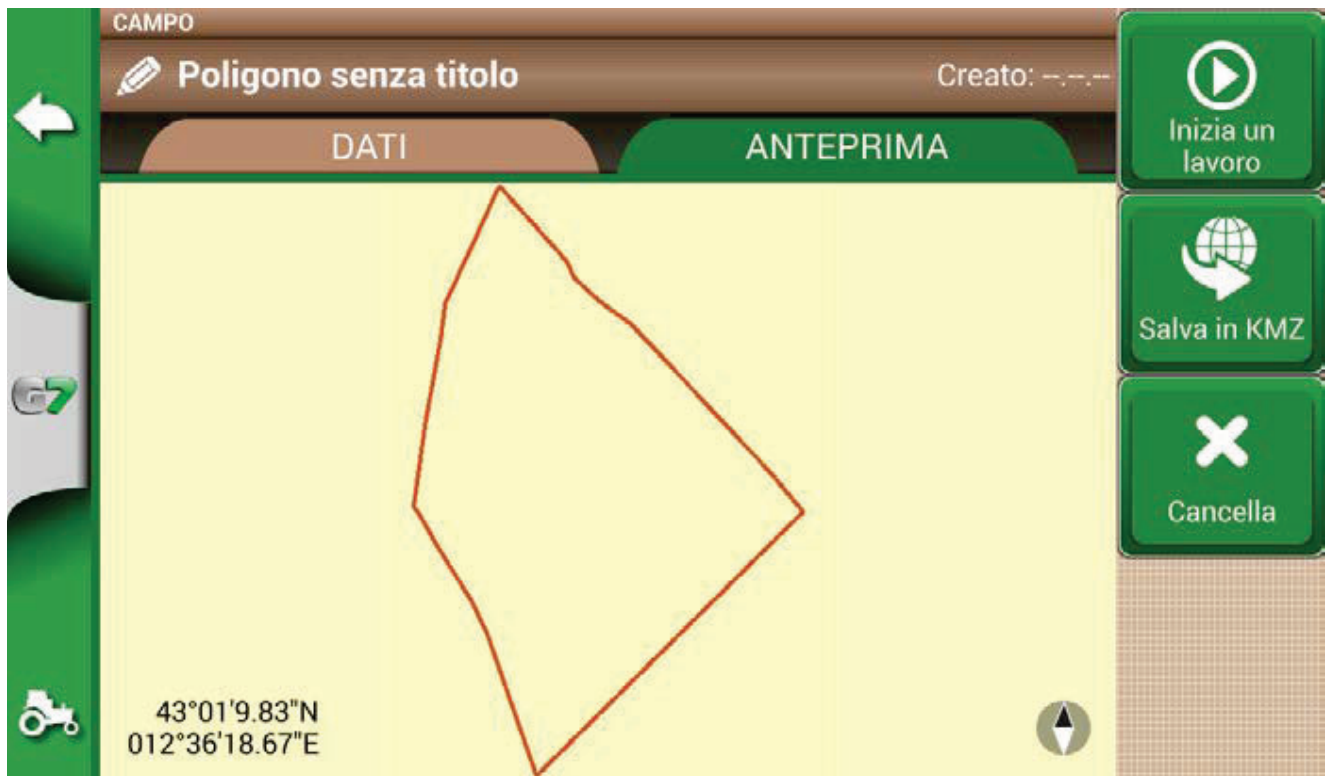 CAMPO
Poligono senza titolo
Creato: --.--.--
DATI
ANTEPRIMA
Inizia un
lavoro
Salva in KMZ
Cancella
G7
43°01'9.83"N
012°36'18.67"E